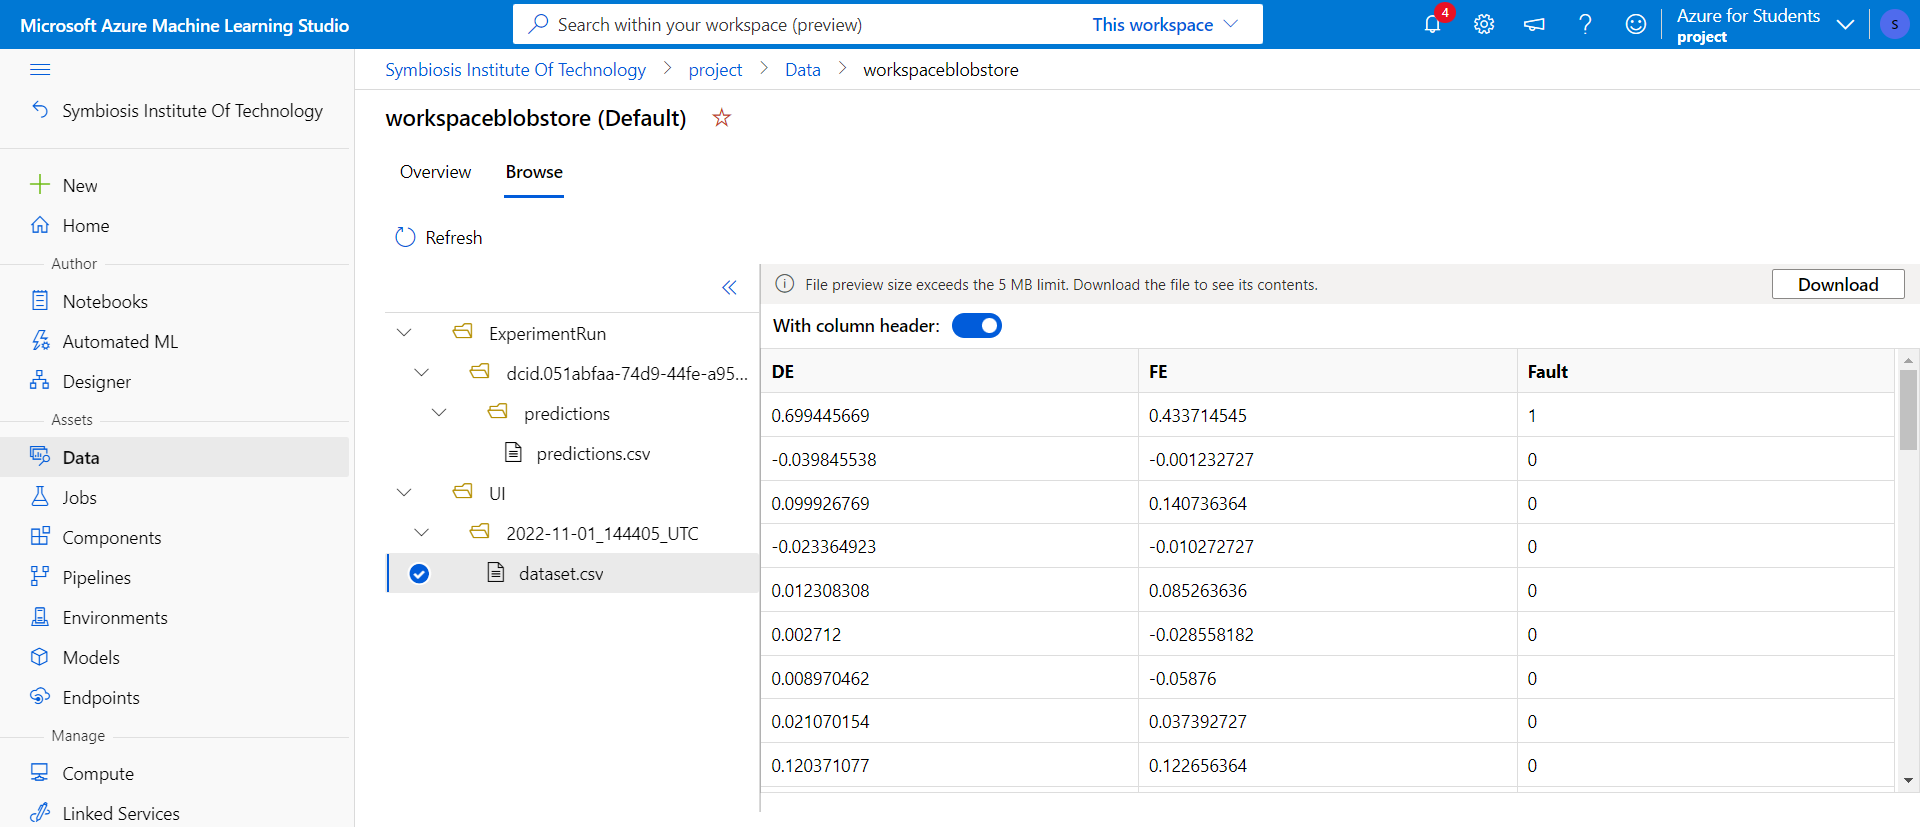 Microsoft Azure Machine Learning Studio
Search within your workspace (preview)
This workspace
4
Azure for Students
project
S
Symbiosis Institute Of Technology
New
Home
Author
Notebooks
Automated ML
Designer
Assets
Data
Jobs
Components
Pipelines
Environments
Models
Endpoints
Manage
Compute
Linked Services
Symbiosis Institute Of Technology > project > Data > workspaceblobstore
workspaceblobstore (Default)
Overview Browse
Refresh
ExperimentRun
dcid.051abfaa-74d9-44fe-a95...
predictions
predictions.csv
UI
2022-11-01_144405_UTC
dataset.csv
File preview size exceeds the 5 MB limit. Download the file to see its contents.
Download
With column header:
DE FE Fault
0.699445669 0.433714545 1
-0.039845538 -0.001232727 0
0.099926769 0.140736364 0
-0.023364923 -0.010272727 0
0.012308308 0.085263636 0
0.002712 -0.028558182 0
0.008970462 -0.05876 0
0.021070154 0.037392727 0
0.120371077 0.122656364 0